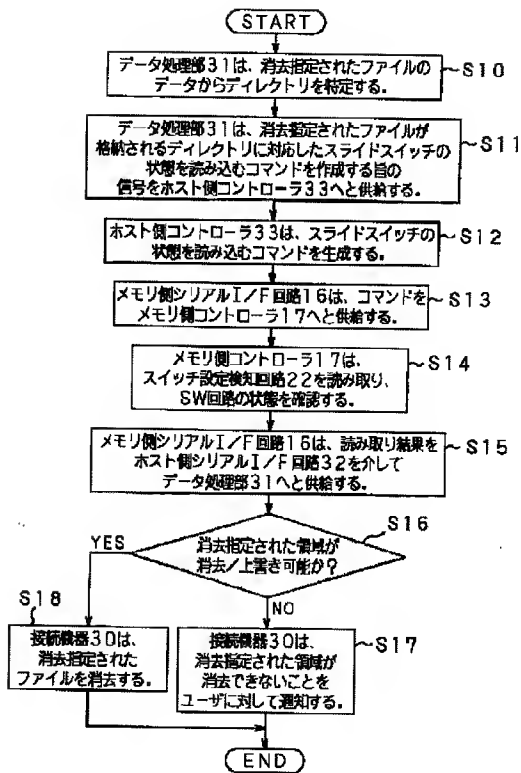 START
データ処理部31は、消去指定されたファイルの
データからディレクトリを特定する。
S10
データ処理部31は、消去指定されたファイルが
格納されるディレクトリに対応したスライドスイッチの
状態を読み込むコマンドを作成する旨の
信号をホスト側コントローラ33へと供給する。
S11
ホスト側コントローラ33は、スライドスイッチの
状態を読み込むコマンドを生成する。
S12
メモリ側シリアルI/F回路16は、コマンドを
メモリ側コントローラ17へと供給する。
S13
メモリ側コントローラ17は、
スイッチ設定検知回路22を読み取り、
SW回路の状態を確認する。
S14
メモリ側シリアルI/F回路16は、読み取り結果を
ホスト側シリアルI/F回路32を介して
データ処理部31へと供給する。
S15
消去指定された領域が
消去/上書き可能か?
S16
YES
NO
S18
接続機器30は、
消去指定された
ファイルを消去する。
接続機器30は、
消去指定された領域が
消去できないことを
ユーザに対して通知する。
S17
END